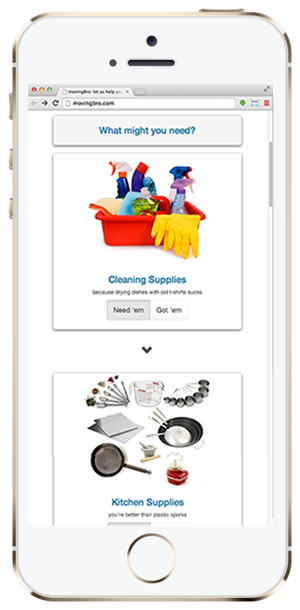 movingBro: let us help you
movingbro.com
What might you need?
Cleaning Supplies
because drying dishes with old t-shirts sucks
Need 'em Got 'em
Kitchen Supplies
you're better than plastic sporks